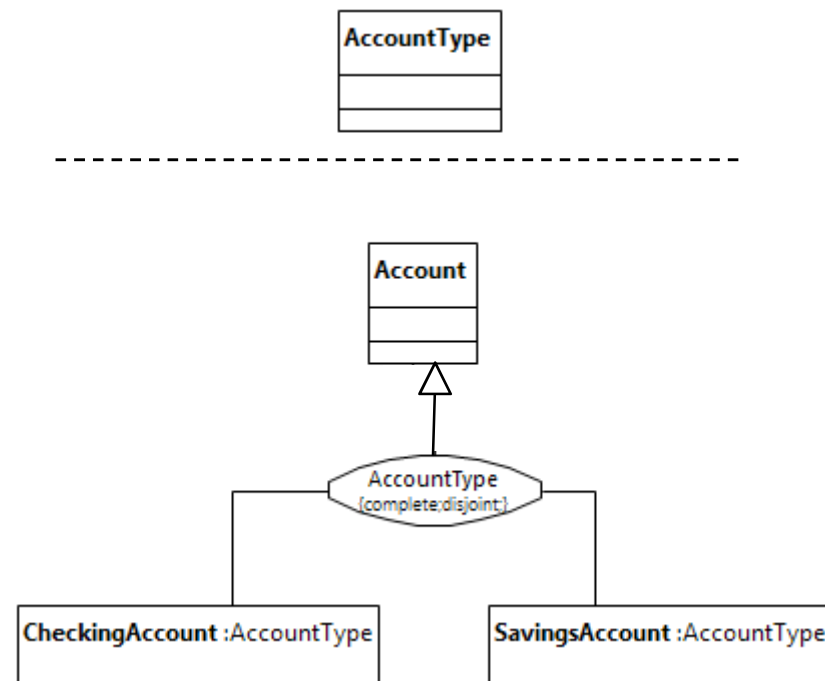 AccountType
Account
AccountType
{complete;disjoint;}
CheckingAccount :AccountType
SavingsAccount :AccountType